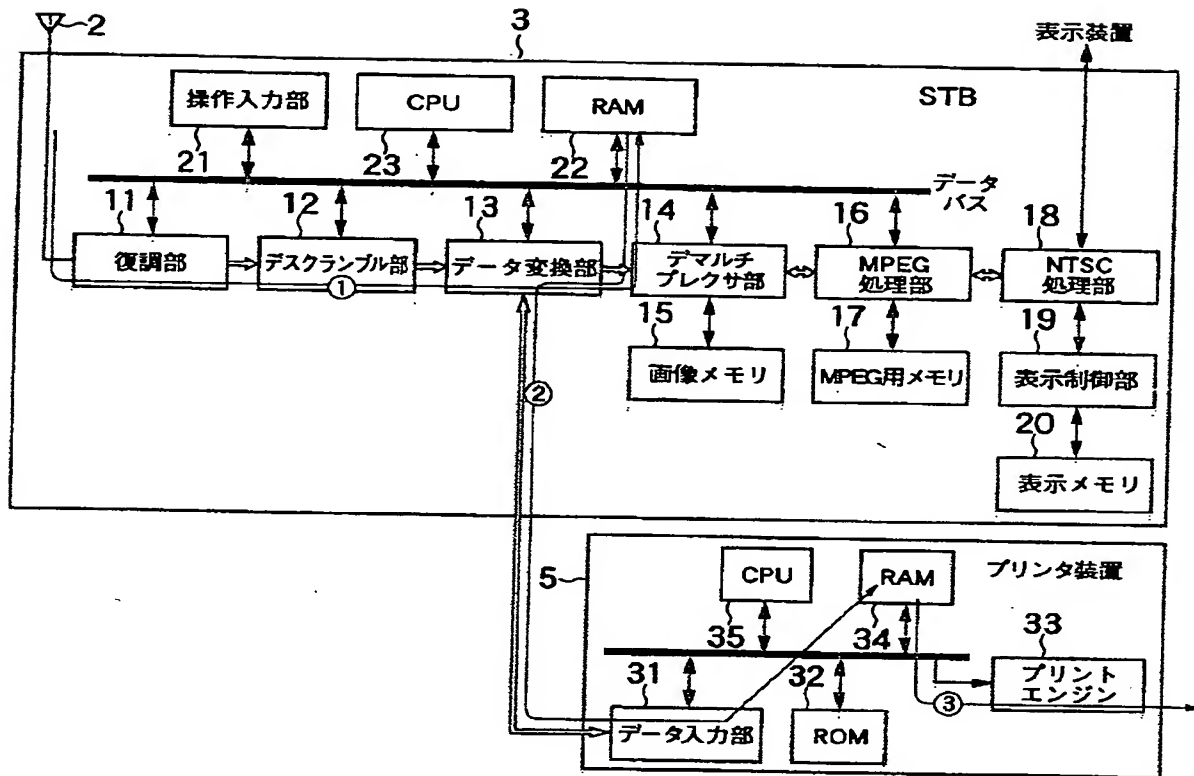 2
3
表示装置
操作入力部
CPU
RAM
STB
21
23
22
データ
バス
11
12
13
14
16
18
復調部
デスクランブル部
データ変換部
デマルチ
プレクサ部
MPEG
処理部
NTSC
処理部
①
15
17
19
画像メモリ
MPEG用メモリ
表示制御部
②
20
表示メモリ
5
CPU
RAM
プリンタ装置
35
34
33
31
32
プリント
エンジン
③
データ入力部
ROM